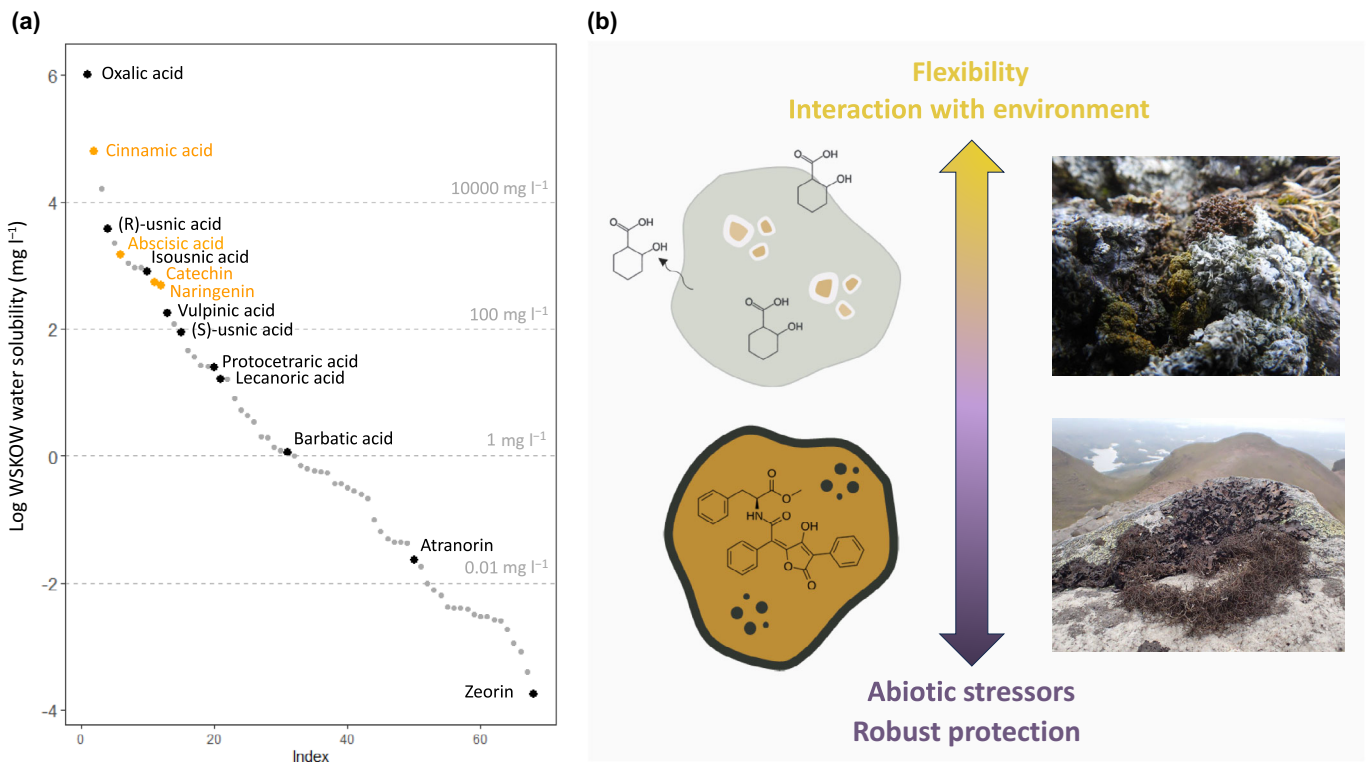 (a)
Log WSKOW water solubility (mg l⁻¹)
6
4
2
0
-2
-4
Oxalic acid
Cinnamic acid
10000 mg l⁻¹
(R)-usnic acid
Abscisic acid
Isousnic acid
Catechin
Naringenin
Vulpinic acid
100 mg l⁻¹
(S)-usnic acid
Protocetraric acid
Lecanoric acid
Barbatic acid
1 mg l⁻¹
Atranorin
0.01 mg l⁻¹
Zeorin
0 20 40 60
Index
(b)
Flexibility
Interaction with environment
O OH
OH
O OH
OH
O OH
OH
O
O
HN
O
OH
O
O
Abiotic stressors
Robust protection